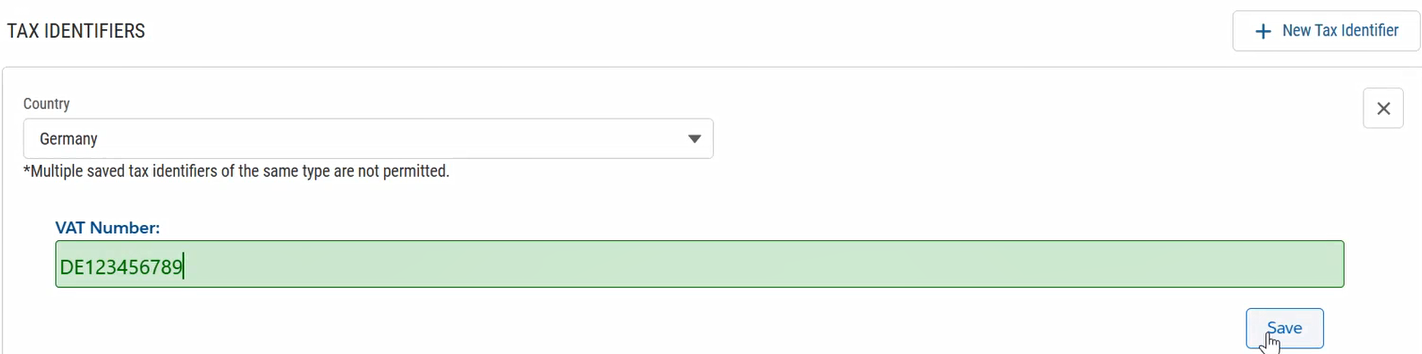 TAX IDENTIFIERS
+ New Tax Identifier
Country
Germany
*Multiple saved tax identifiers of the same type are not permitted.
VAT Number:
DE123456789
Save